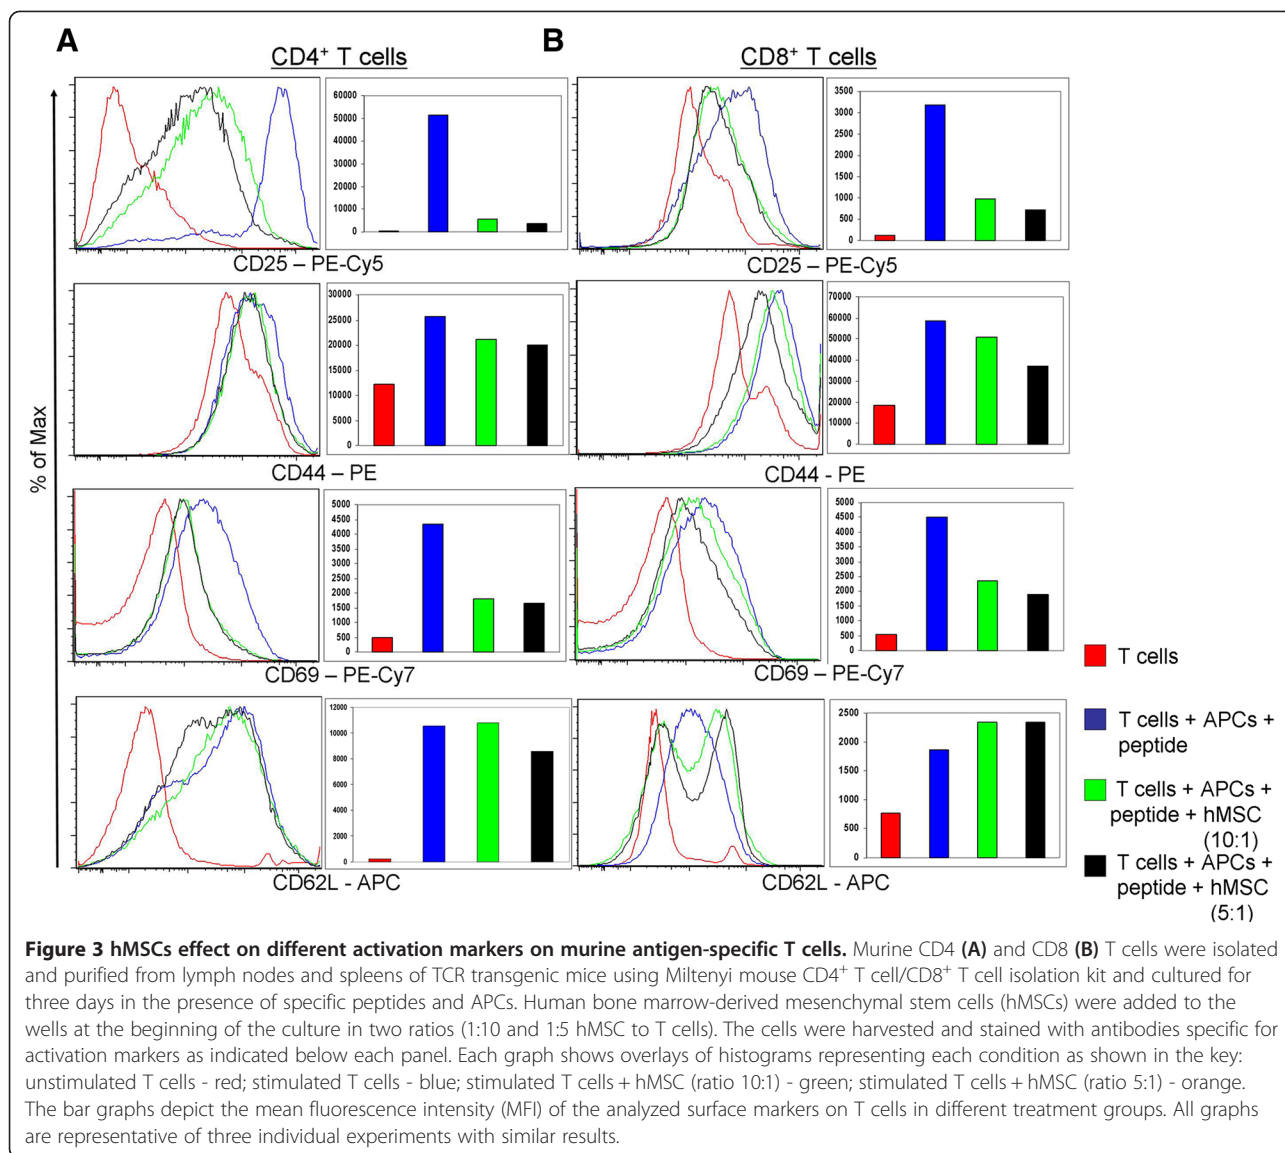 A
B
CD4⁺ T cells
CD8⁺ T cells
% of Max
60000
50000
40000
30000
20000
10000
0
3500
3000
2500
2000
1500
1000
500
0
CD25 – PE-Cy5
CD25 – PE-Cy5
30000
25000
20000
15000
10000
5000
0
70000
60000
50000
40000
30000
20000
10000
0
CD44 – PE
CD44 - PE
5000
4500
4000
3500
3000
2500
2000
1500
1000
500
0
5000
4500
4000
3500
3000
2500
2000
1500
1000
500
0
CD69 – PE-Cy7
CD69 – PE-Cy7
12000
10000
8000
6000
4000
2000
0
2500
2000
1500
1000
500
0
CD62L - APC
CD62L - APC
T cells
T cells + APCs +
peptide
T cells + APCs +
peptide + hMSC
(10:1)
T cells + APCs +
peptide + hMSC
(5:1)
Figure 3 hMSCs effect on different activation markers on murine antigen-specific T cells. Murine CD4 (A) and CD8 (B) T cells were isolated
and purified from lymph nodes and spleens of TCR transgenic mice using Miltenyi mouse CD4⁺ T cell/CD8⁺ T cell isolation kit and cultured for
three days in the presence of specific peptides and APCs. Human bone marrow-derived mesenchymal stem cells (hMSCs) were added to the
wells at the beginning of the culture in two ratios (1:10 and 1:5 hMSC to T cells). The cells were harvested and stained with antibodies specific for
activation markers as indicated below each panel. Each graph shows overlays of histograms representing each condition as shown in the key:
unstimulated T cells - red; stimulated T cells - blue; stimulated T cells + hMSC (ratio 10:1) - green; stimulated T cells + hMSC (ratio 5:1) - orange.
The bar graphs depict the mean fluorescence intensity (MFI) of the analyzed surface markers on T cells in different treatment groups. All graphs
are representative of three individual experiments with similar results.